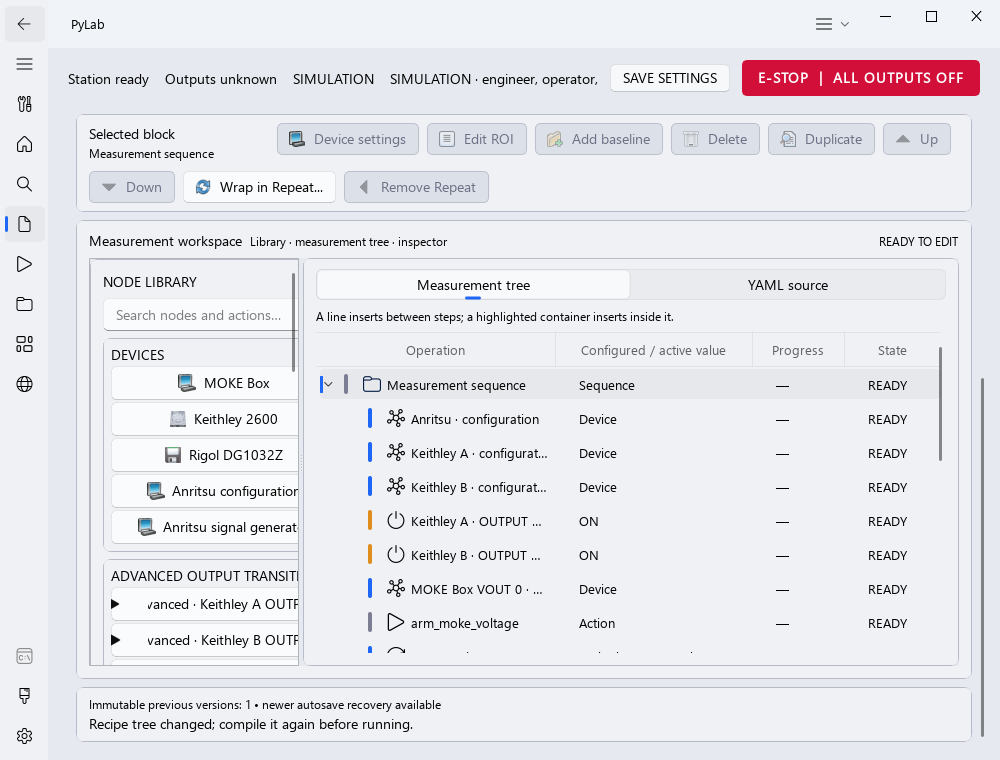 PyLab
Station ready Outputs unknown SIMULATION SIMULATION · engineer, operator, SAVE SETTINGS E-STOP | ALL OUTPUTS OFF
Selected block
Measurement sequence
Device settings Edit ROI Add baseline Delete Duplicate Up
Down Wrap in Repeat... Remove Repeat
Measurement workspace Library · measurement tree · inspector READY TO EDIT
NODE LIBRARY
Search nodes and actions...
DEVICES
MOKE Box
Keithley 2600
Rigol DG1032Z
Anritsu configuration
Anritsu signal generat
ADVANCED OUTPUT TRANSITI
vanced · Keithley A OUTP
vanced · Keithley B OUTP
Measurement tree YAML source
A line inserts between steps; a highlighted container inserts inside it.
Operation Configured / active value Progress State
Measurement sequence Sequence — READY
Anritsu · configuration Device — READY
Keithley A · configurat... Device — READY
Keithley B · configurat... Device — READY
Keithley A · OUTPUT ... ON — READY
Keithley B · OUTPUT ... ON — READY
MOKE Box VOUT 0 · ... Device — READY
arm_moke_voltage Action — READY
Immutable previous versions: 1 • newer autosave recovery available
Recipe tree changed; compile it again before running.